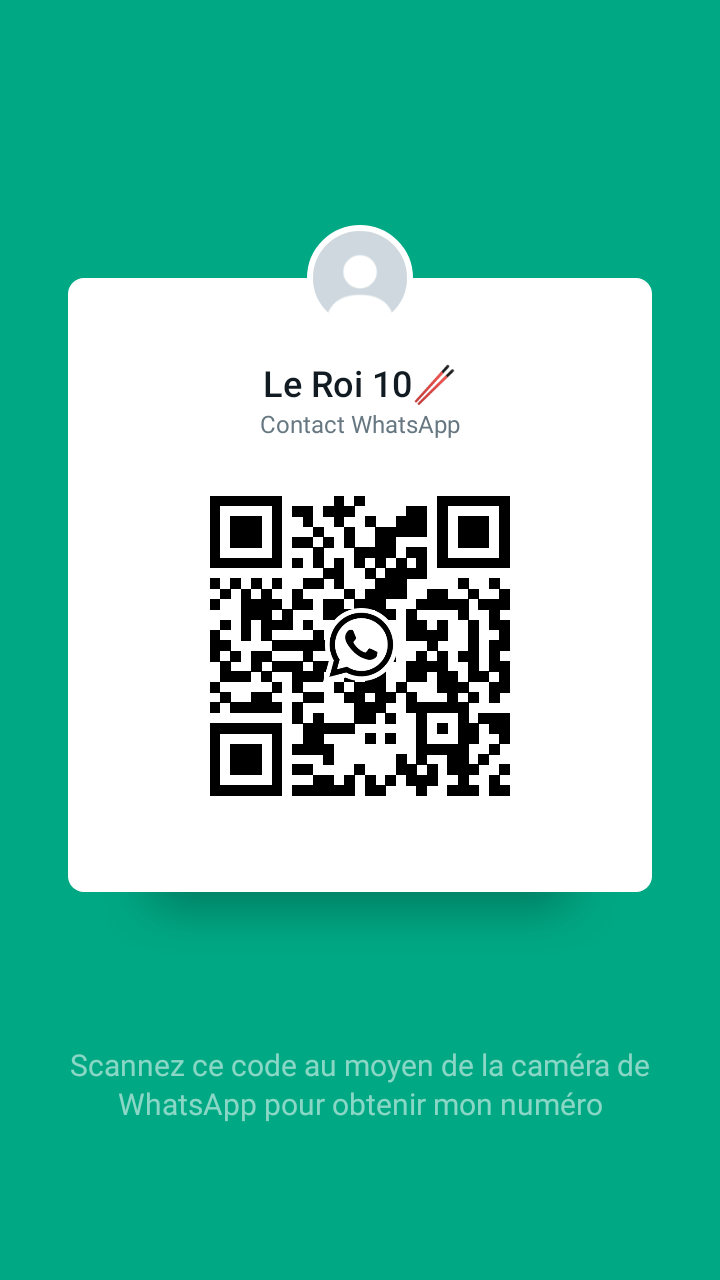 Le Roi 10🥢
Contact WhatsApp
Scannez ce code au moyen de la caméra de
WhatsApp pour obtenir mon numéro